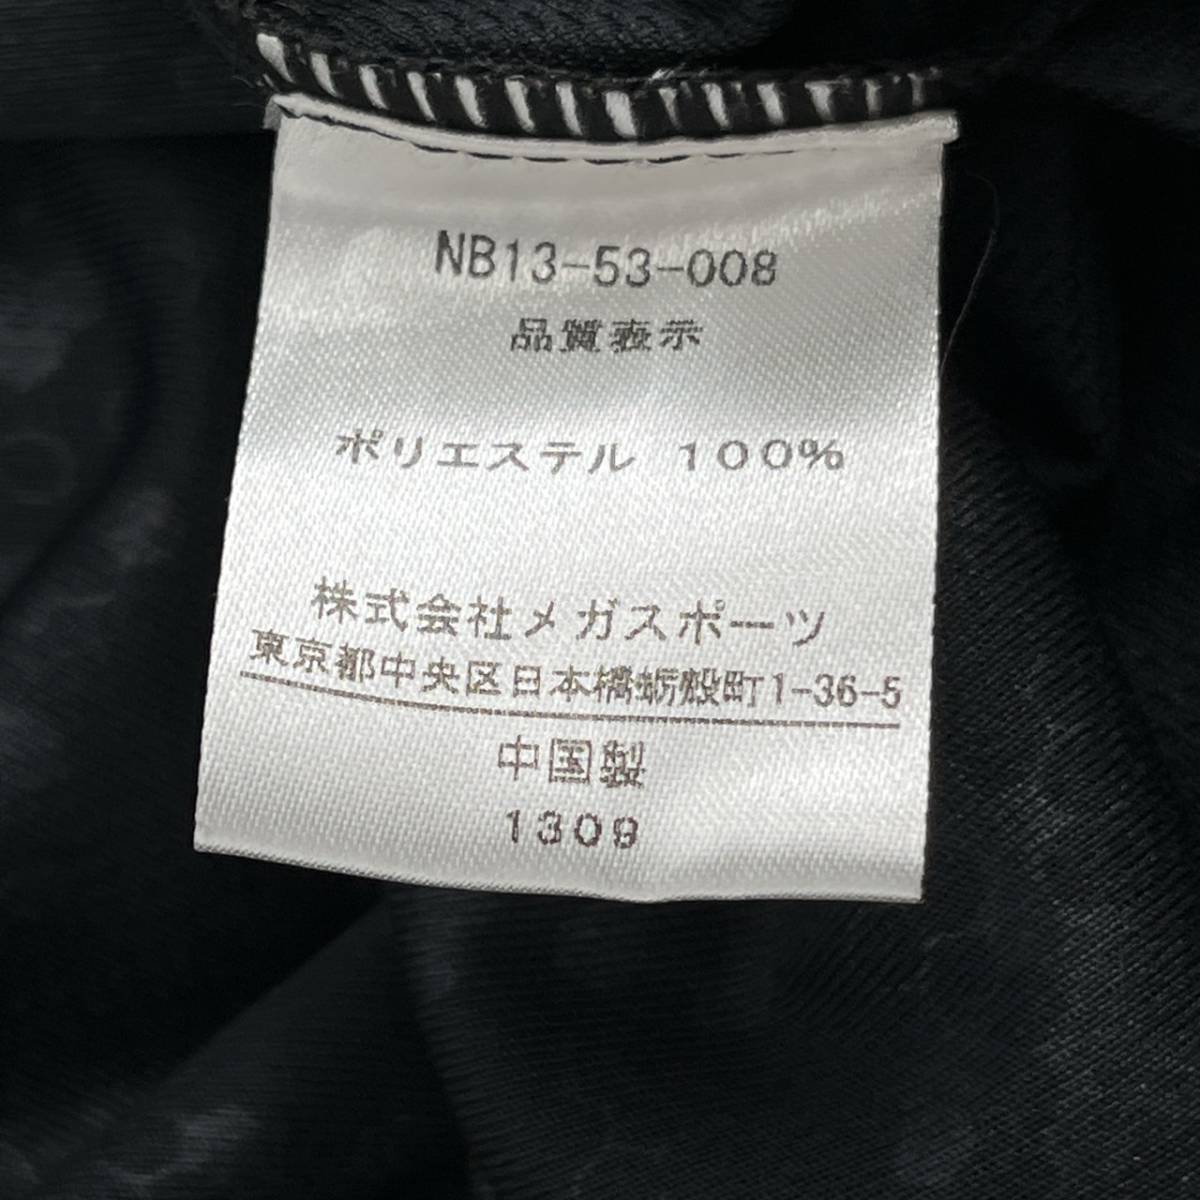 NB13-53-008
品質表示
ポリエステル 100%
株式会社メガスポーツ
東京都中央区日本橋蛎殻町1-36-5
中国製
1309